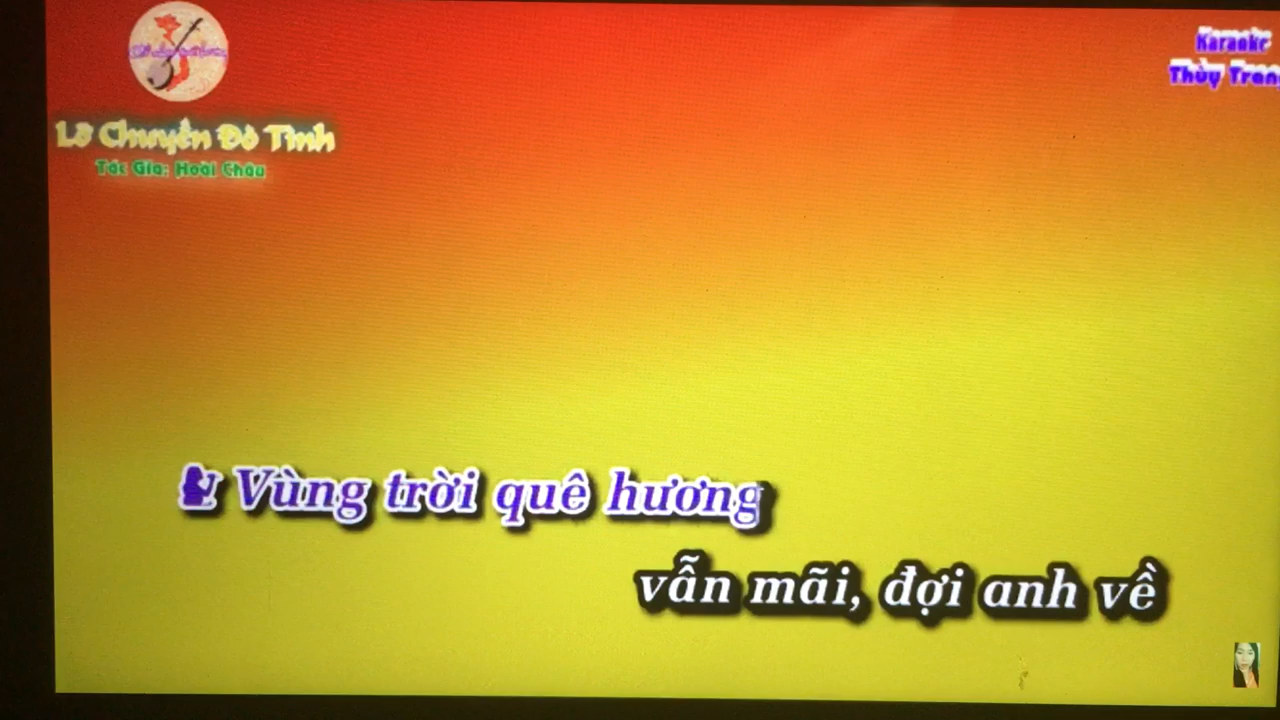 Lỡ Chuyến Đò Tình
Tác Gỉa: Hoài Châu
Karaoke
Thùy Trang
Vùng trời quê hương
vẫn mãi, đợi anh về